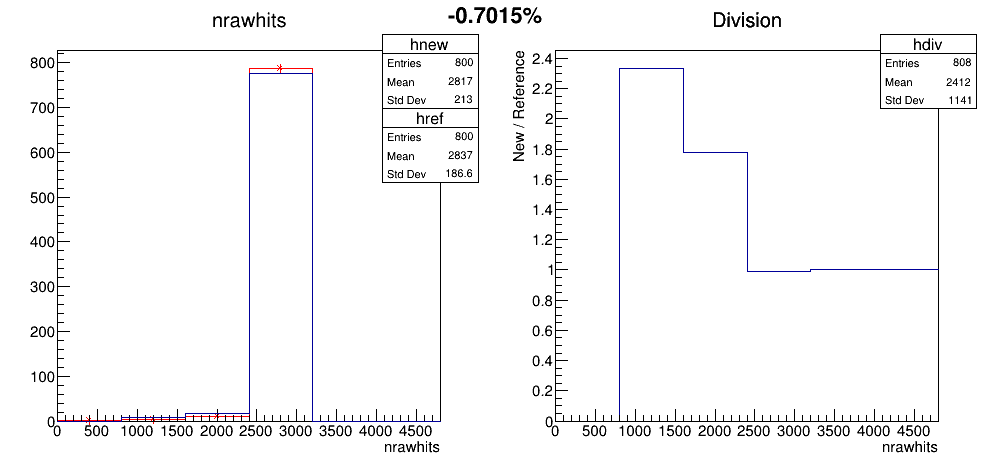 -0.7015%
nrawhits
hnew
Entries 800
Mean 2817
Std Dev 213
href
Entries 800
Mean 2837
Std Dev 186.6
800
700
600
500
400
300
200
100
0
0 500 1000 1500 2000 2500 3000 3500 4000 4500
nrawhits
Division
hdiv
Entries 808
Mean 2412
Std Dev 1141
New / Reference
2.4
2.2
2
1.8
1.6
1.4
1.2
1
0.8
0.6
0.4
0.2
0
0 500 1000 1500 2000 2500 3000 3500 4000 4500
nrawhits